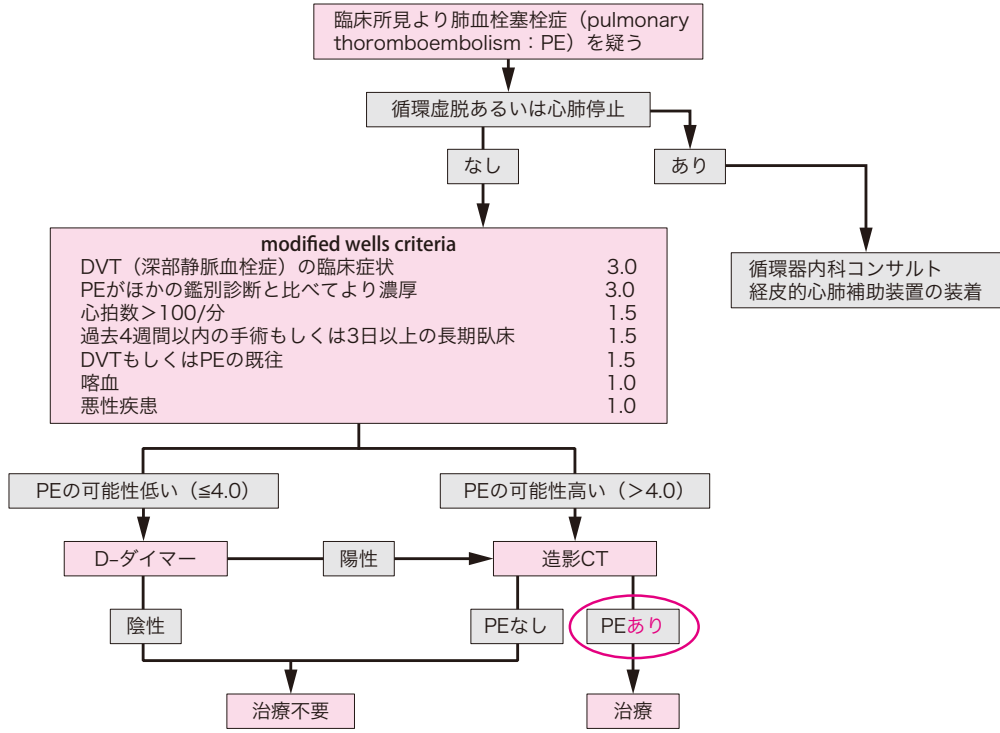 臨床所見より肺血栓塞栓症（pulmonary
thoromboembolism：PE）を疑う
循環虚脱あるいは心肺停止
なし
あり
modified wells criteria
DVT（深部静脈血栓症）の臨床症状 3.0
PEがほかの鑑別診断と比べてより濃厚 3.0
心拍数＞100/分 1.5
過去4週間以内の手術もしくは3日以上の長期臥床 1.5
DVTもしくはPEの既往 1.5
喀血 1.0
悪性疾患 1.0
循環器内科コンサルト
経皮的心肺補助装置の装着
PEの可能性低い（≦4.0）
PEの可能性高い（＞4.0）
D–ダイマー
陽性
造影CT
陰性
PEなし
PEあり
治療不要
治療